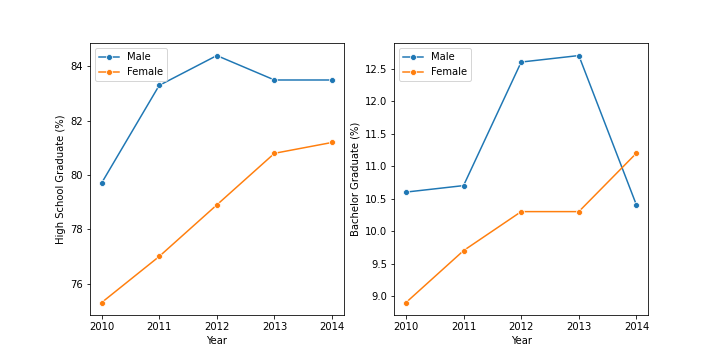 Male
Female
84
82
80
78
76
High School Graduate (%)
2010 2011 2012 2013 2014
Year
Male
Female
12.5
12.0
11.5
11.0
10.5
10.0
9.5
9.0
Bachelor Graduate (%)
2010 2011 2012 2013 2014
Year